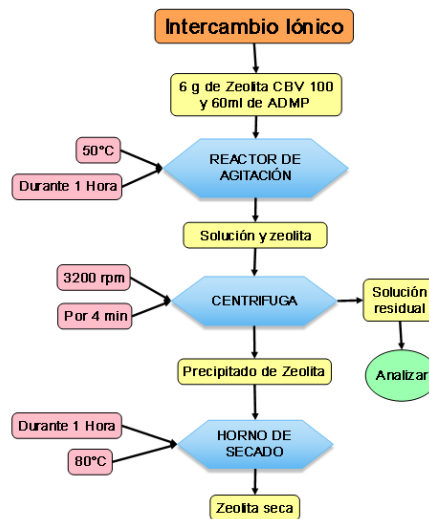 Intercambio Iónico
6 g de Zeolita CBV 100
y 60ml de ADMP
50°C
Durante 1 Hora
REACTOR DE
AGITACIÓN
Solución y zeolita
3200 rpm
Por 4 min
CENTRIFUGA
Solución
residual
Analizar
Precipitado de Zeolita
Durante 1 Hora
80°C
HORNO DE
SECADO
Zeolita seca